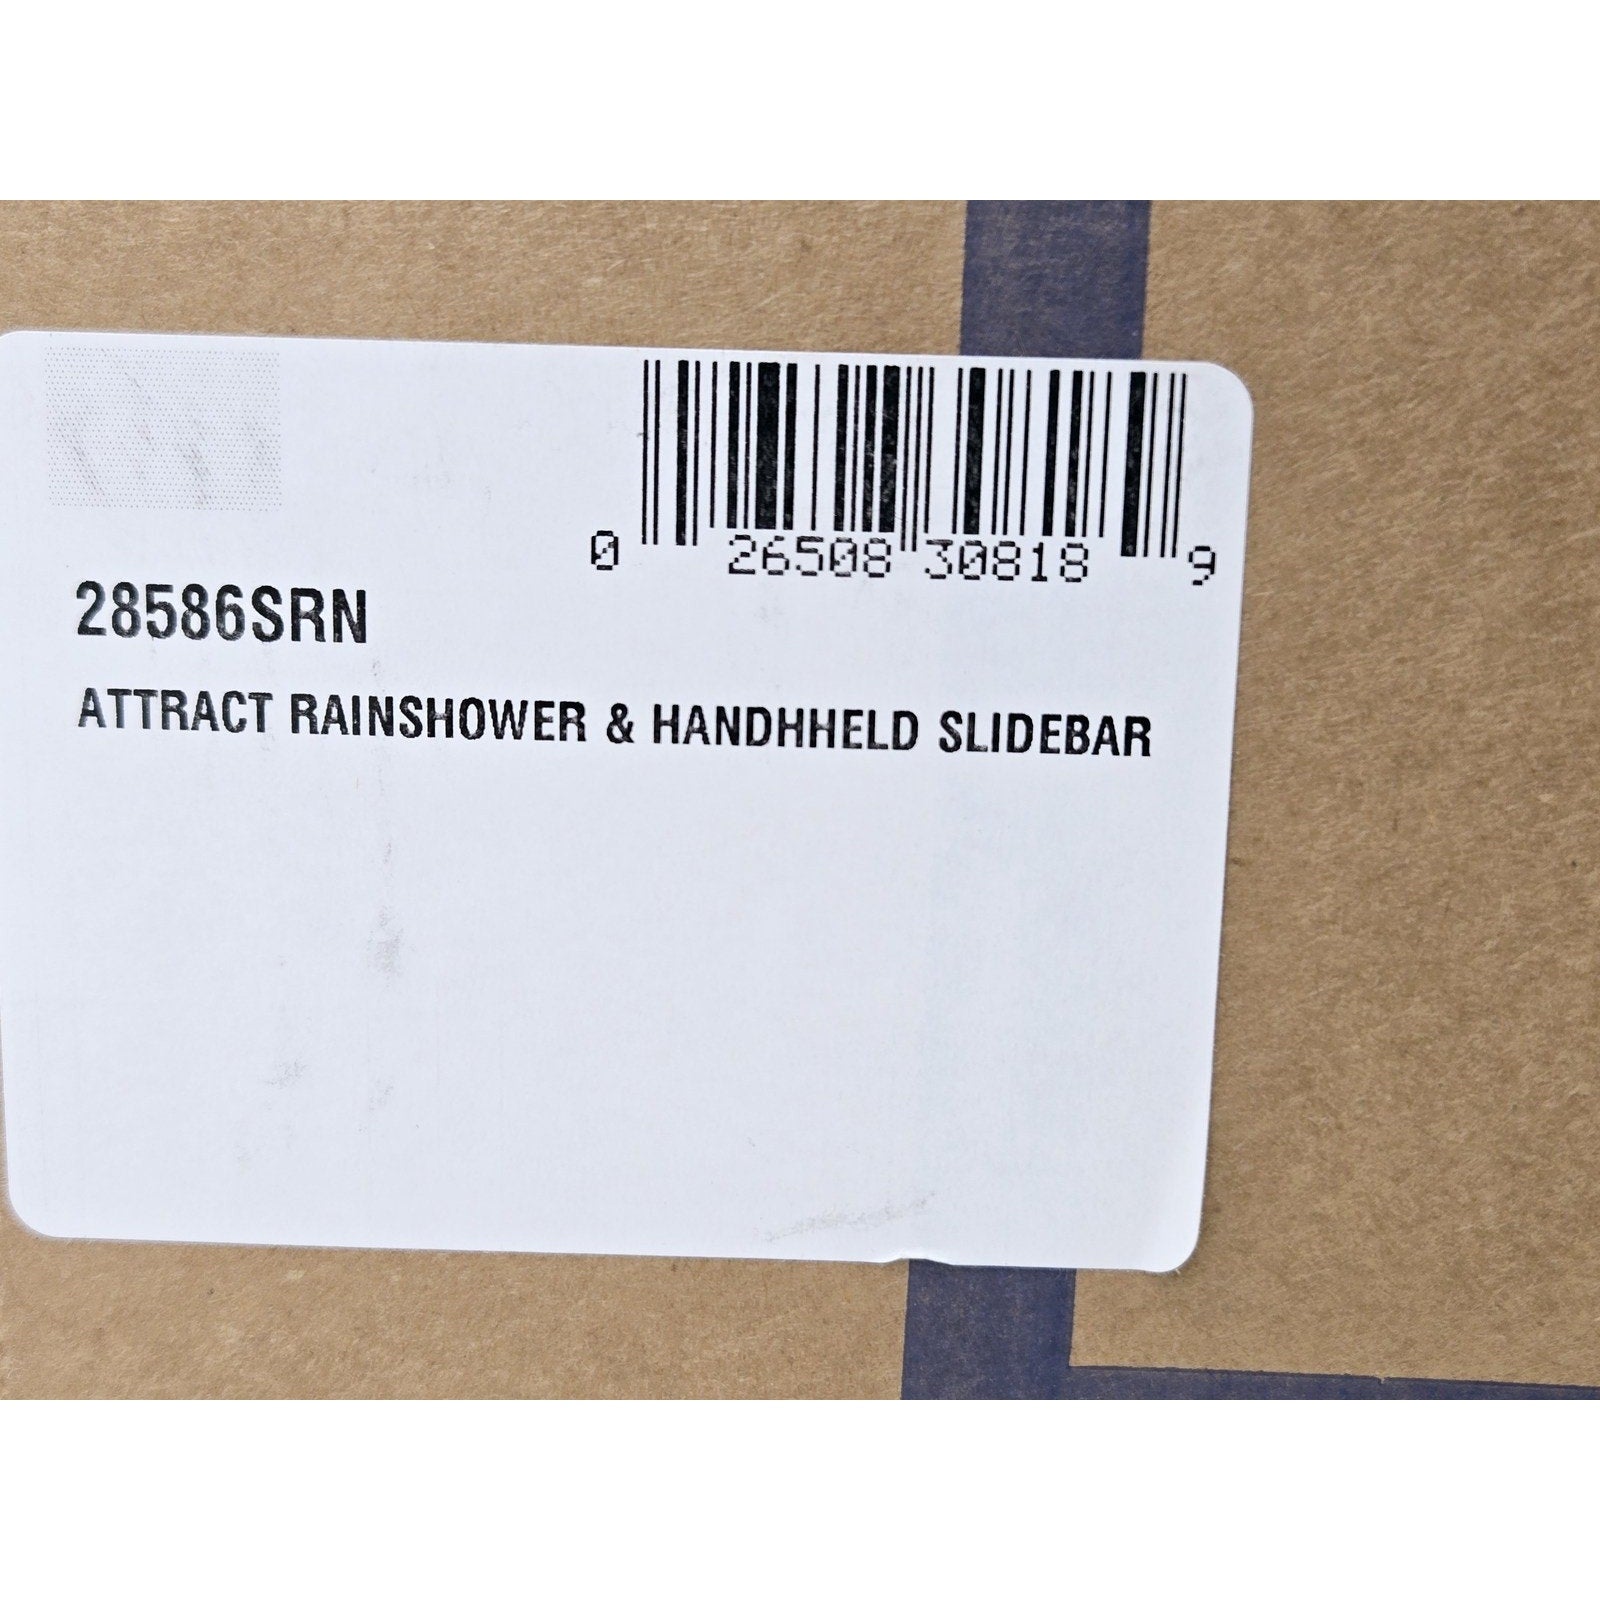 0 26508 30818 9
28586SRN
ATTRACT RAINSHOWER & HANDHHELD SLIDEBAR